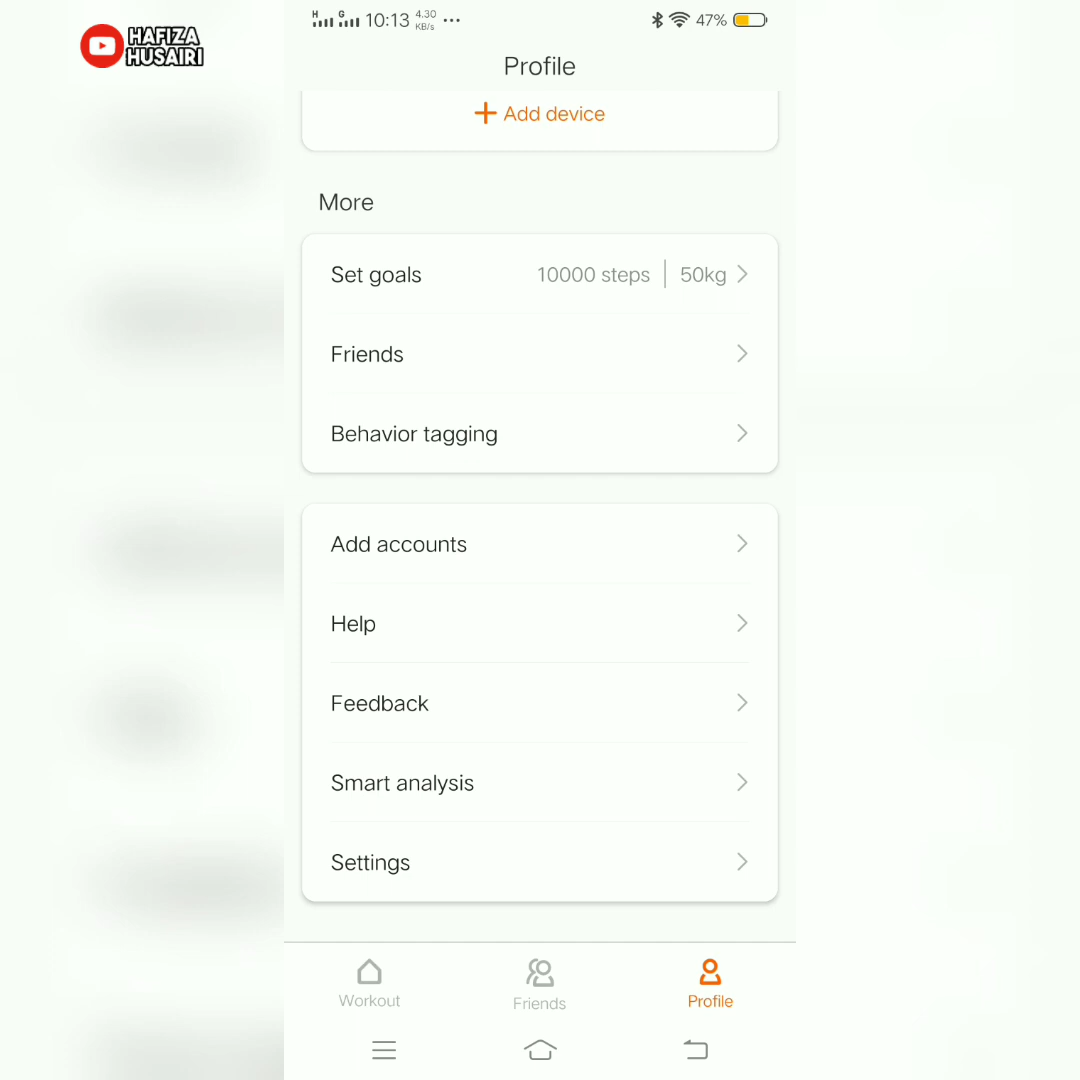 HAFIZA
HUSAIRI
H G 10:13 4.30 KB/s ... 47%
Profile
+ Add device
More
Set goals 10000 steps | 50kg
Friends
Behavior tagging
Add accounts
Help
Feedback
Smart analysis
Settings
Workout Friends Profile